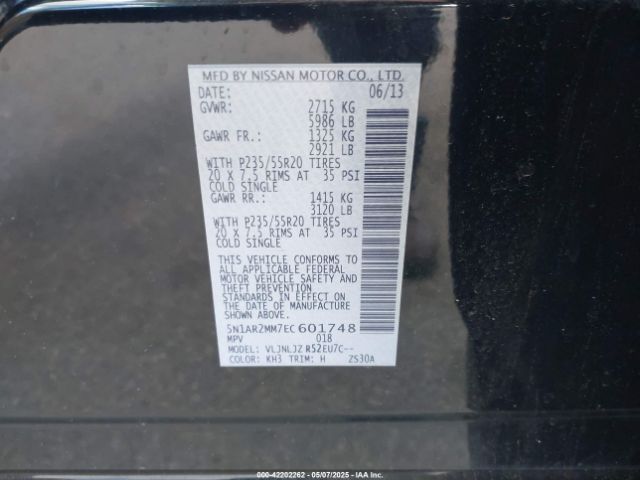 MFD BY NISSAN MOTOR CO., LTD.
DATE: 06/13
GVWR: 2715 KG
5986 LB
GAWR FR.: 1325 KG
2921 LB
WITH P235/55R20 TIRES
20 X 7.5 RIMS AT 35 PSI
COLD SINGLE
GAWR RR.: 1415 KG
3120 LB
WITH P235/55R20 TIRES
20 X 7.5 RIMS AT 35 PSI
COLD SINGLE
THIS VEHICLE CONFORMS TO
ALL APPLICABLE FEDERAL
MOTOR VEHICLE SAFETY AND
THEFT PREVENTION
STANDARDS IN EFFECT ON THE
DATE OF MANUFACTURE
SHOWN ABOVE.
5N1AR2MM7EC601748
MPV 018
MODEL: VLJNLJZ R52EU7C--
COLOR: KH3 TRIM: H ZS30A
000-42202262 - 05/07/2025 - IAA Inc.